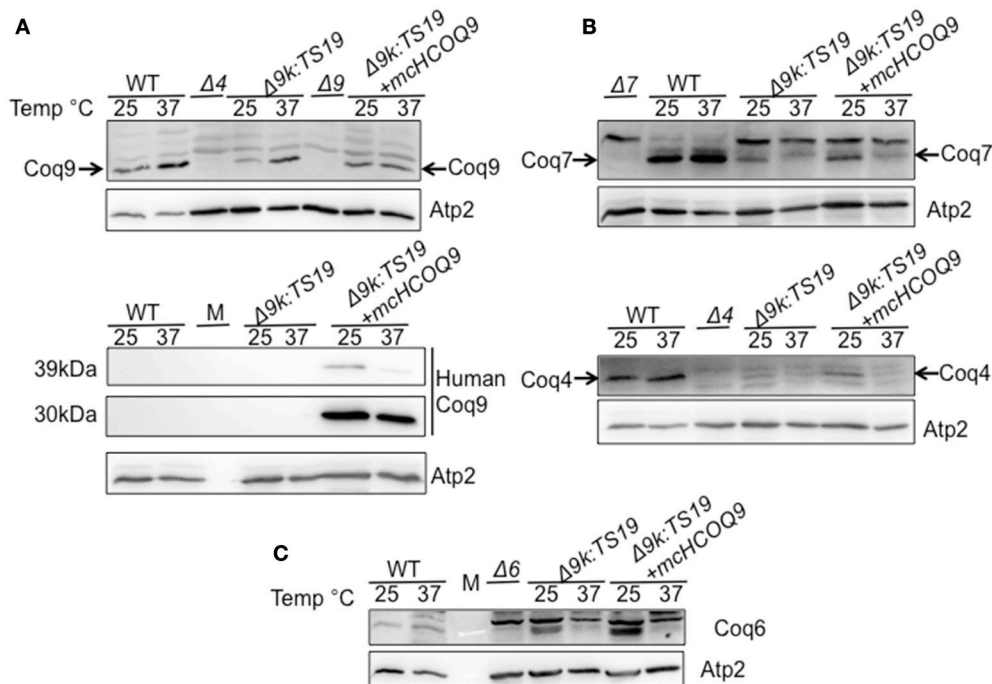 A
WT Δ4 Δ9k:TS19 Δ9 Δ9k:TS19 +mcHCOQ9
Temp °C 25 37 25 37 25 37
Coq9 Coq9
Atp2
WT M Δ9k:TS19 Δ9k:TS19 +mcHCOQ9
25 37 25 37 25 37
39kDa
Human
30kDa Coq9
Atp2
B
Δ7 WT Δ9k:TS19 Δ9k:TS19 +mcHCOQ9
25 37 25 37 25 37
Coq7 Coq7
Atp2
WT Δ4 Δ9k:TS19 Δ9k:TS19 +mcHCOQ9
25 37 25 37 25 37
Coq4 Coq4
Atp2
C
WT M Δ6 Δ9k:TS19 Δ9k:TS19 +mcHCOQ9
Temp °C 25 37 25 37 25 37
Coq6
Atp2